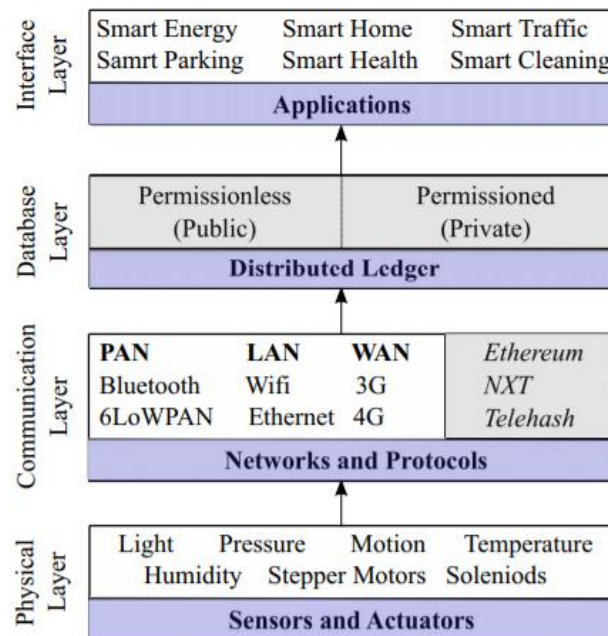 Interface Layer
Smart Energy Smart Home Smart Traffic
Samrt Parking Smart Health Smart Cleaning
Applications
Database Layer
Permissionless Permissioned
(Public) (Private)
Distributed Ledger
Communication Layer
PAN LAN WAN Ethereum
Bluetooth Wifi 3G NXT
6LoWPAN Ethernet 4G Telehash
Networks and Protocols
Physical Layer
Light Pressure Motion Temperature
Humidity Stepper Motors Soleniods
Sensors and Actuators